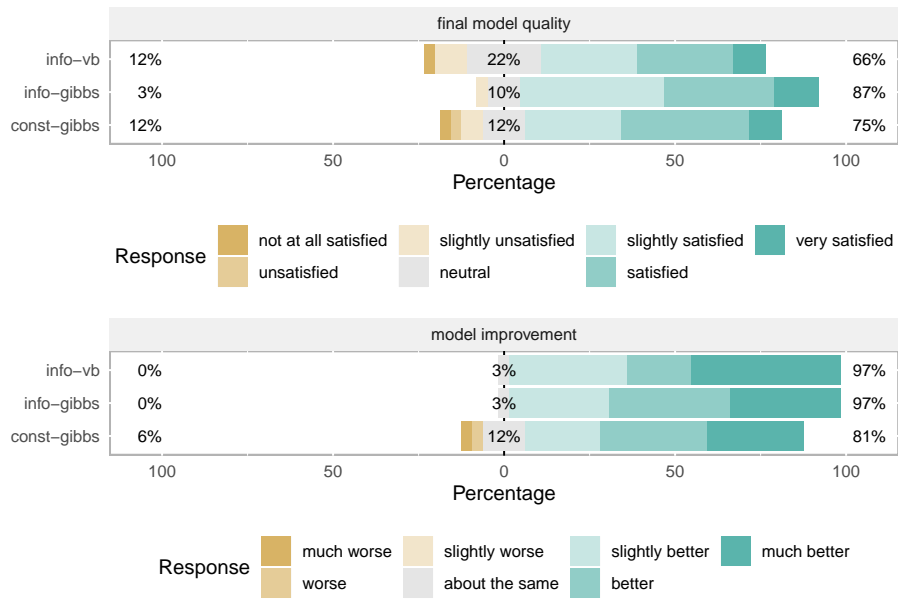 final model quality
info−vb 12% 22% 66%
info−gibbs 3% 10% 87%
const−gibbs 12% 12% 75%
100 50 0 50 100
Percentage
Response
not at all satisfied slightly unsatisfied slightly satisfied very satisfied
unsatisfied neutral satisfied
model improvement
info−vb 0% 3% 97%
info−gibbs 0% 3% 97%
const−gibbs 6% 12% 81%
100 50 0 50 100
Percentage
Response
much worse slightly worse slightly better much better
worse about the same better